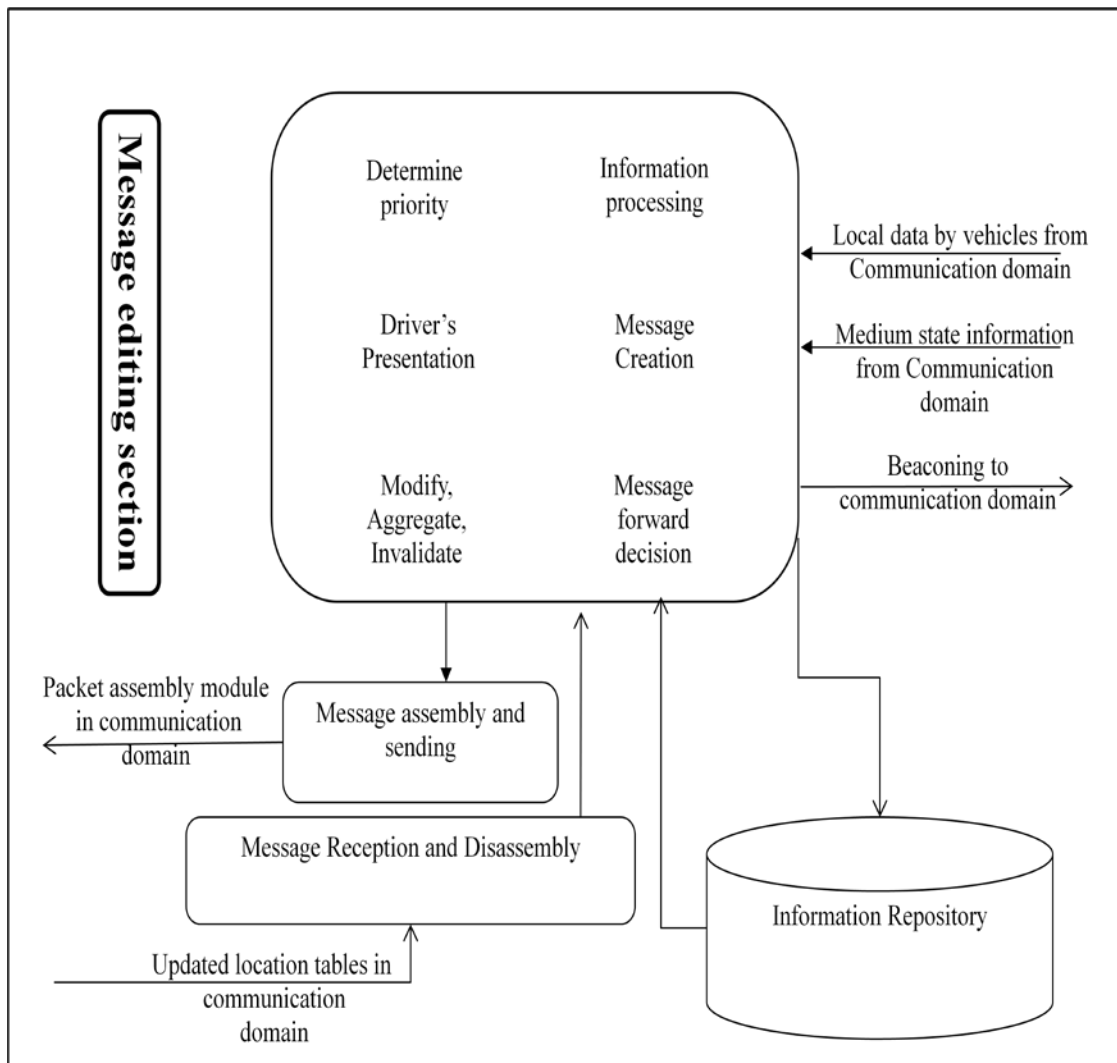 Message editing section
Determine
priority
Information
processing
Driver's
Presentation
Message
Creation
Modify,
Aggregate,
Invalidate
Message
forward
decision
Local data by vehicles from
Communication domain
Medium state information
from Communication
domain
Beaconing to
communication domain
Packet assembly module
in communication
domain
Message assembly and
sending
Message Reception and Disassembly
Updated location tables in
communication
domain
Information Repository